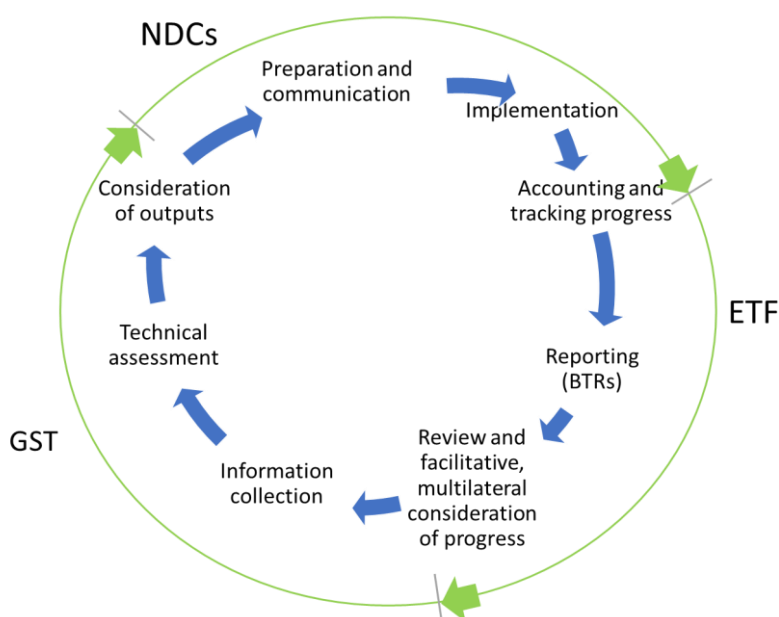 NDCs
Preparation and
communication
Implementation
Accounting and
tracking progress
ETF
Reporting
(BTRs)
Review and
facilitative,
multilateral
consideration
of progress
Information
collection
GST
Technical
assessment
Consideration
of outputs